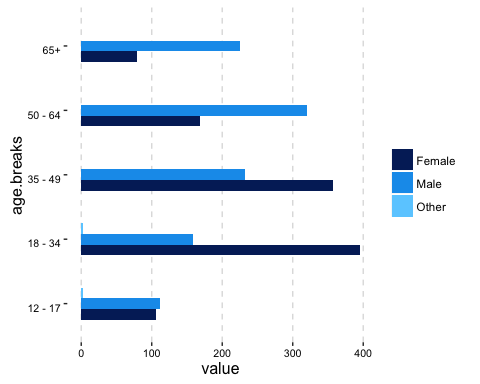 age.breaks
65+
50 - 64
35 - 49
18 - 34
12 - 17
0 100 200 300 400
value
Female
Male
Other